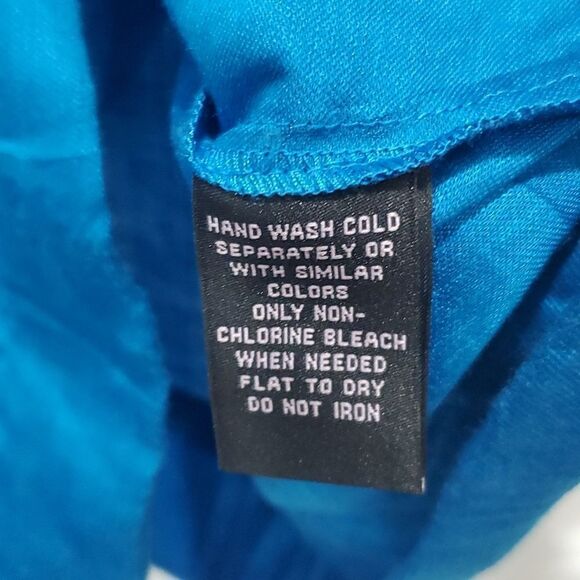 HAND WASH COLD
SEPARATELY OR
WITH SIMILAR
COLORS
ONLY NON-
CHLORINE BLEACH
WHEN NEEDED
FLAT TO DRY
DO NOT IRON